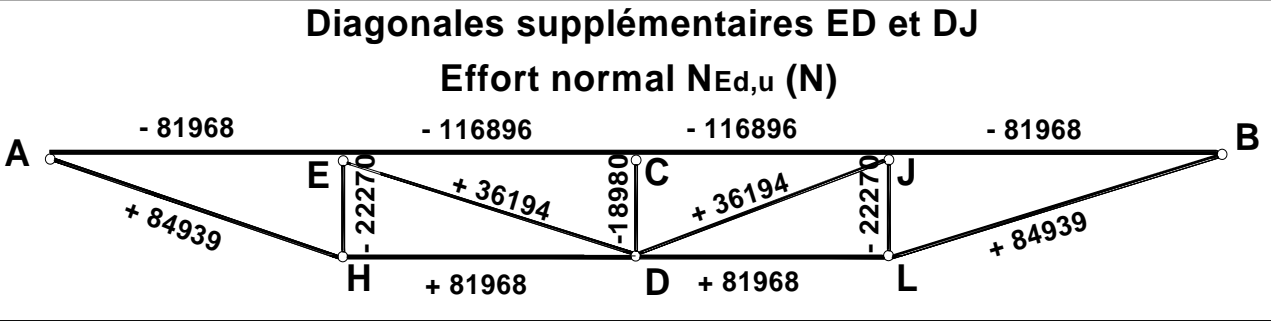 Diagonales supplémentaires ED et DJ
Effort normal NEd,u (N)
- 81968
- 116896
- 116896
- 81968
A
B
E
C
J
- 22270
-18980
- 22270
+ 84939
+ 36194
+ 36194
+ 84939
H
+ 81968
D
+ 81968
L